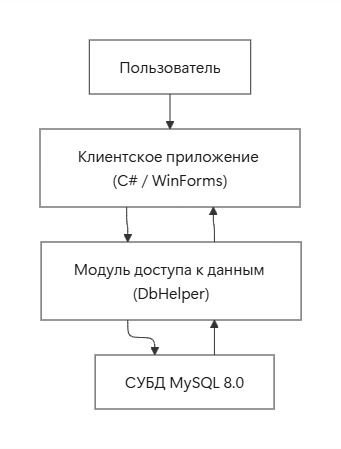 Пользователь
Клиентское приложение
(C# / WinForms)
Модуль доступа к данным
(DbHelper)
СУБД MySQL 8.0